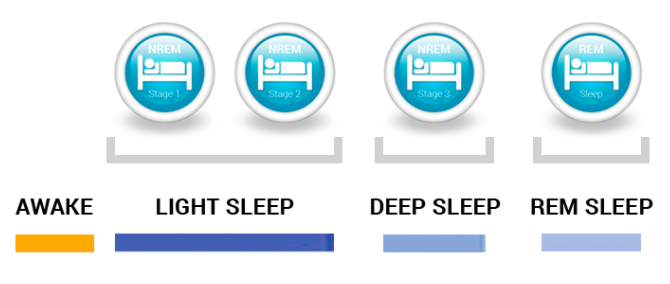 NREM
Stage 1
NREM
Stage 2
NREM
Stage 3
REM
Sleep
AWAKE
LIGHT SLEEP
DEEP SLEEP
REM SLEEP